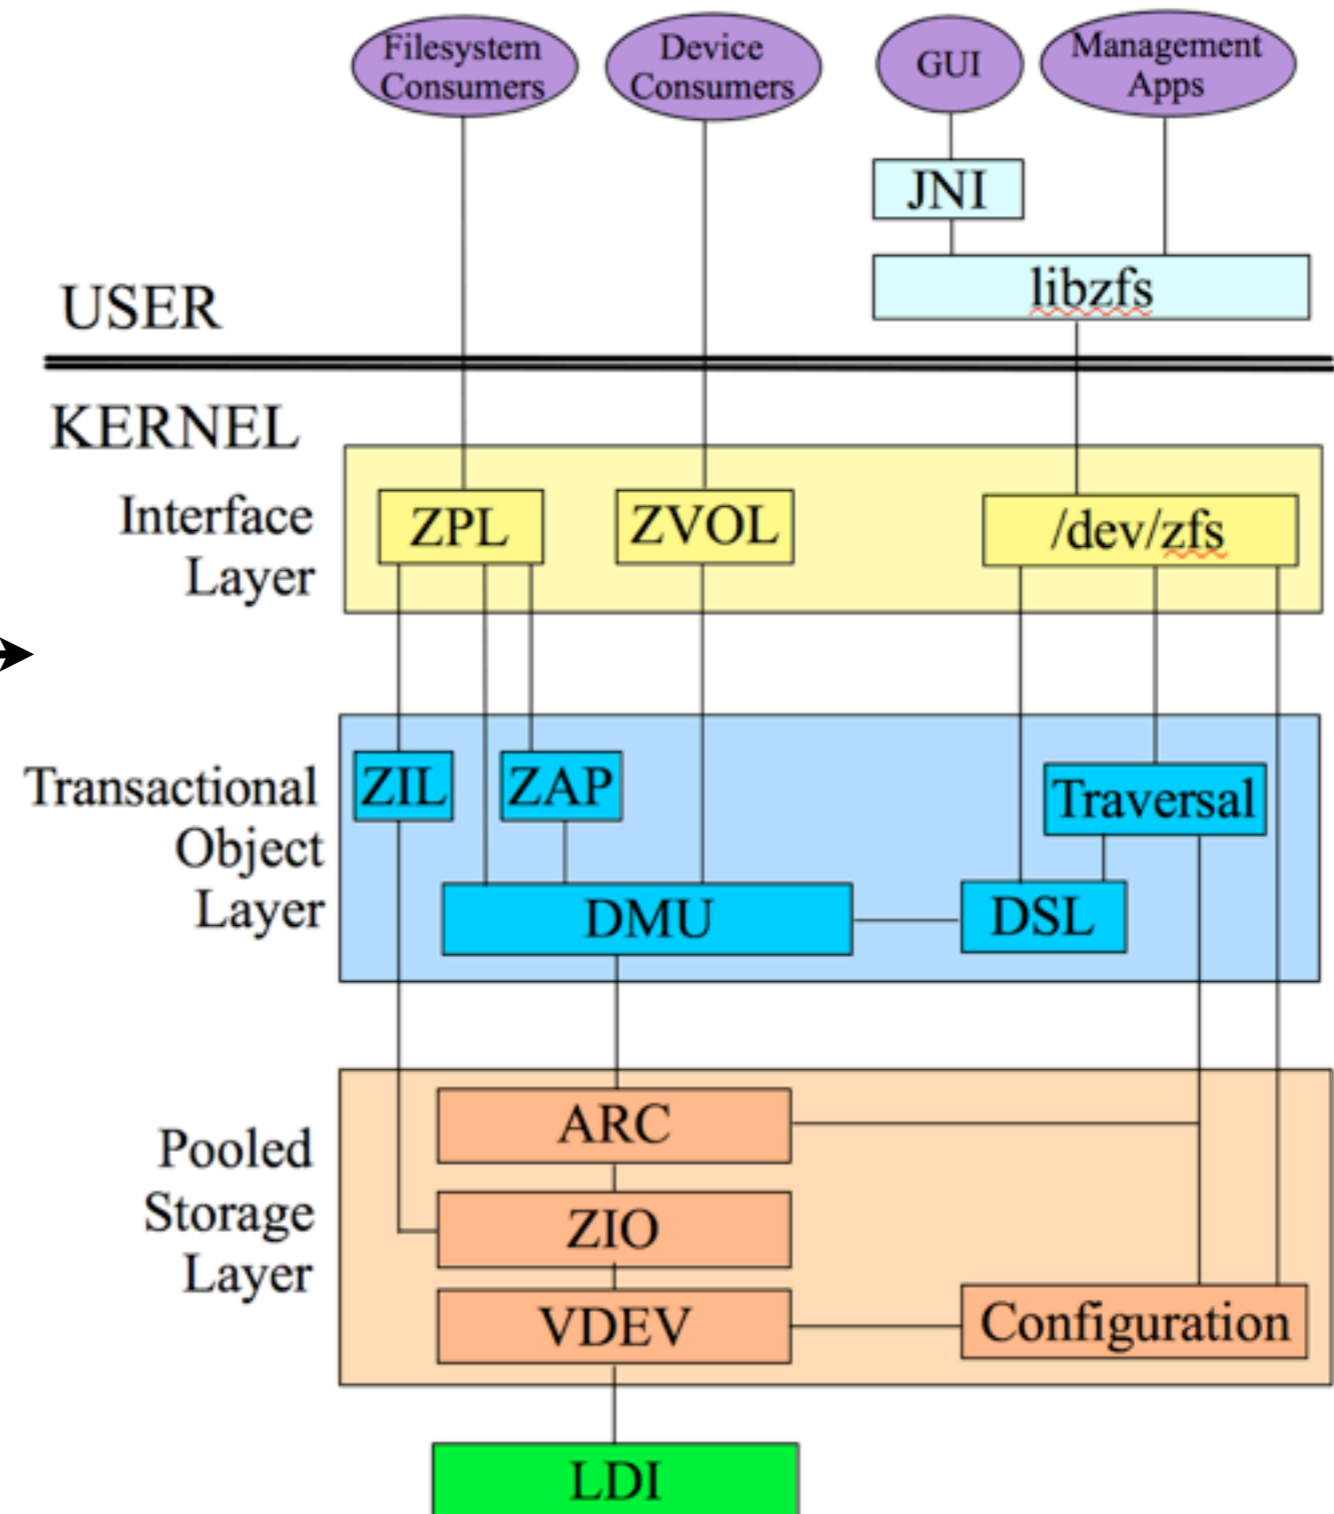 Filesystem
Consumers
Device
Consumers
GUI
Management
Apps
JNI
libzfs
USER
KERNEL
Interface
Layer
ZPL
ZVOL
/dev/zfs
Transactional
Object
Layer
ZIL
ZAP
Traversal
DMU
DSL
Pooled
Storage
Layer
ARC
ZIO
VDEV
Configuration
LDI